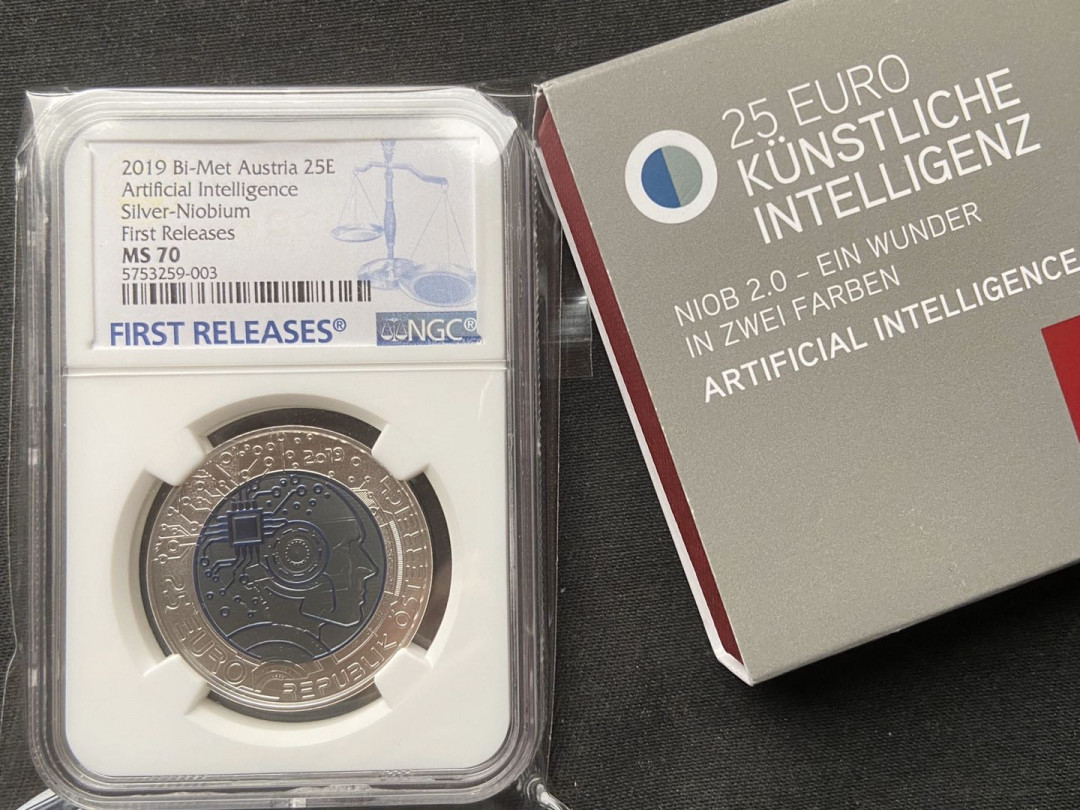 2019 Bi-Met Austria 25E
Artificial Intelligence
Silver-Niobium
First Releases
MS 70
5753259-003
FIRST RELEASES®
NGC®
2019
25 EURO
REPUBLIK ÖSTERREICH
25 EURO
KÜNSTLICHE
INTELLIGENZ
NIOB 2.0 – EIN WUNDER
IN ZWEI FARBEN
ARTIFICIAL INTELLIGENCE